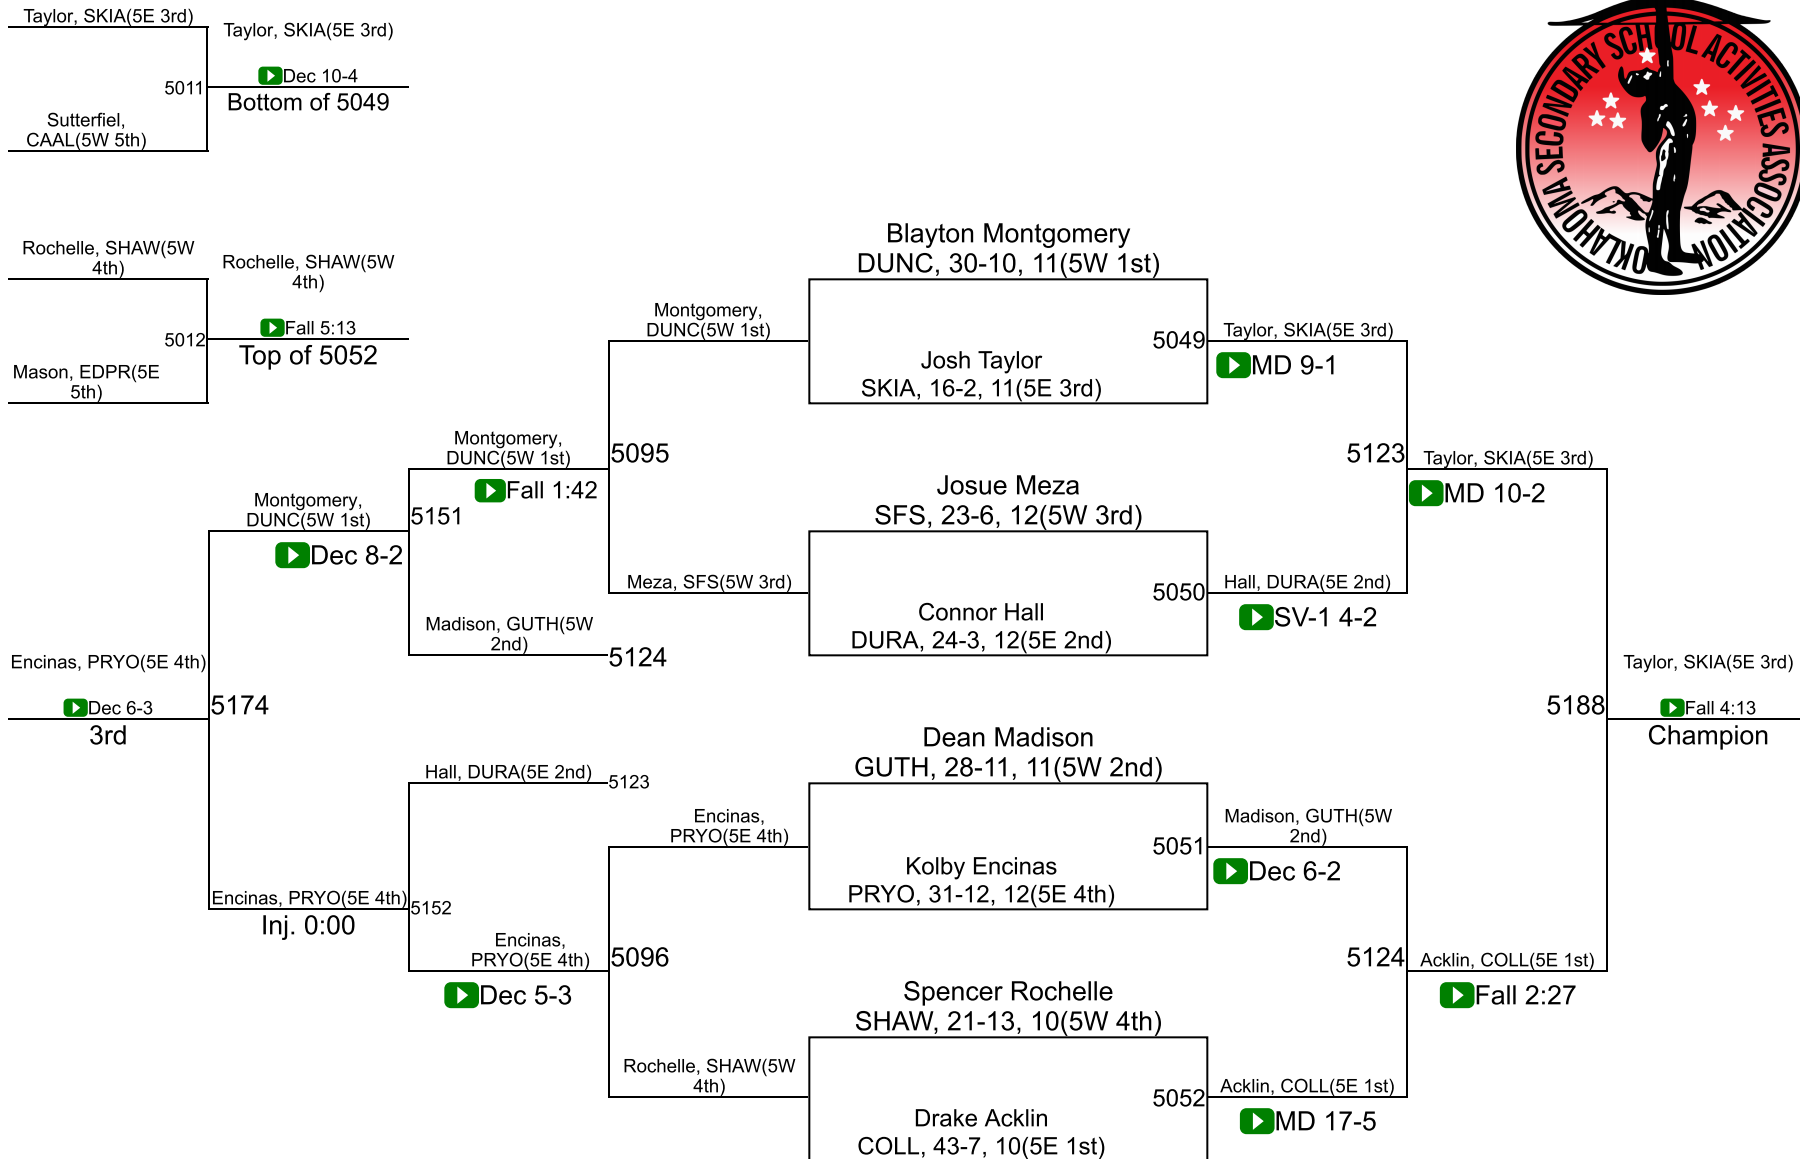 Taylor, SKIA(5E 3rd)
Taylor, SKIA(5E 3rd)
Dec 10-4
5011
Bottom of 5049
Sutterfiel,
CAAL(5W 5th)
OKLAHOMA SECONDARY SCHOOL ACTIVITIES ASSOCIATION
Rochelle, SHAW(5W
4th)
Rochelle, SHAW(5W
4th)
Fall 5:13
5012
Top of 5052
Mason, EDPR(5E
5th)
Blayton Montgomery
DUNC, 30-10, 11(5W 1st)
Montgomery,
DUNC(5W 1st)
5049
Taylor, SKIA(5E 3rd)
MD 9-1
Josh Taylor
SKIA, 16-2, 11(5E 3rd)
Montgomery,
DUNC(5W 1st)
5095
Fall 1:42
5123
Taylor, SKIA(5E 3rd)
MD 10-2
Josue Meza
SFS, 23-6, 12(5W 3rd)
Montgomery,
DUNC(5W 1st)
5151
Dec 8-2
Meza, SFS(5W 3rd)
5050
Hall, DURA(5E 2nd)
SV-1 4-2
Connor Hall
DURA, 24-3, 12(5E 2nd)
Madison, GUTH(5W
2nd)
5124
Encinas, PRYO(5E 4th)
Dec 6-3
3rd
5174
5188
Taylor, SKIA(5E 3rd)
Fall 4:13
Champion
Dean Madison
GUTH, 28-11, 11(5W 2nd)
Hall, DURA(5E 2nd)
5123
Encinas,
PRYO(5E 4th)
5051
Madison, GUTH(5W
2nd)
Dec 6-2
Kolby Encinas
PRYO, 31-12, 12(5E 4th)
Encinas, PRYO(5E 4th)
5152
Inj. 0:00
Encinas,
PRYO(5E 4th)
5096
Dec 5-3
5124
Acklin, COLL(5E 1st)
Fall 2:27
Spencer Rochelle
SHAW, 21-13, 10(5W 4th)
Rochelle, SHAW(5W
4th)
5052
Acklin, COLL(5E 1st)
MD 17-5
Drake Acklin
COLL, 43-7, 10(5E 1st)